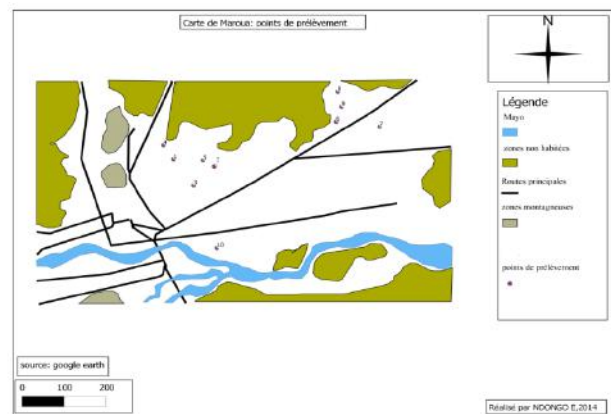 Carte de Maroua: points de prélèvement
N
Légende
Mayo
zones non habitées
Routes principales
zones montagneuses
points de prélèvement
10
source: google earth
0 100 200
Réalisé par NDONGO E,2014